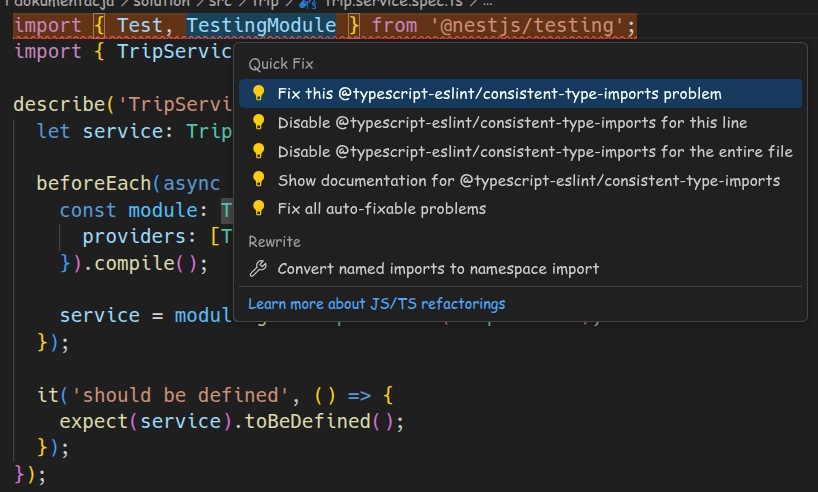 dokumentacja > solution > src > trip > trip.service.spec.ts > ...
import { Test, TestingModule } from '@nestjs/testing';
import { TripServic
Quick Fix
Fix this @typescript-eslint/consistent-type-imports problem
Disable @typescript-eslint/consistent-type-imports for this line
Disable @typescript-eslint/consistent-type-imports for the entire file
Show documentation for @typescript-eslint/consistent-type-imports
Fix all auto-fixable problems
Rewrite
Convert named imports to namespace import
Learn more about JS/TS refactorings
describe('TripServi
let service: Trip
beforeEach(async
const module: T
providers: [T
}).compile();
service = modul
});
it('should be defined', () => {
expect(service).toBeDefined();
});
});